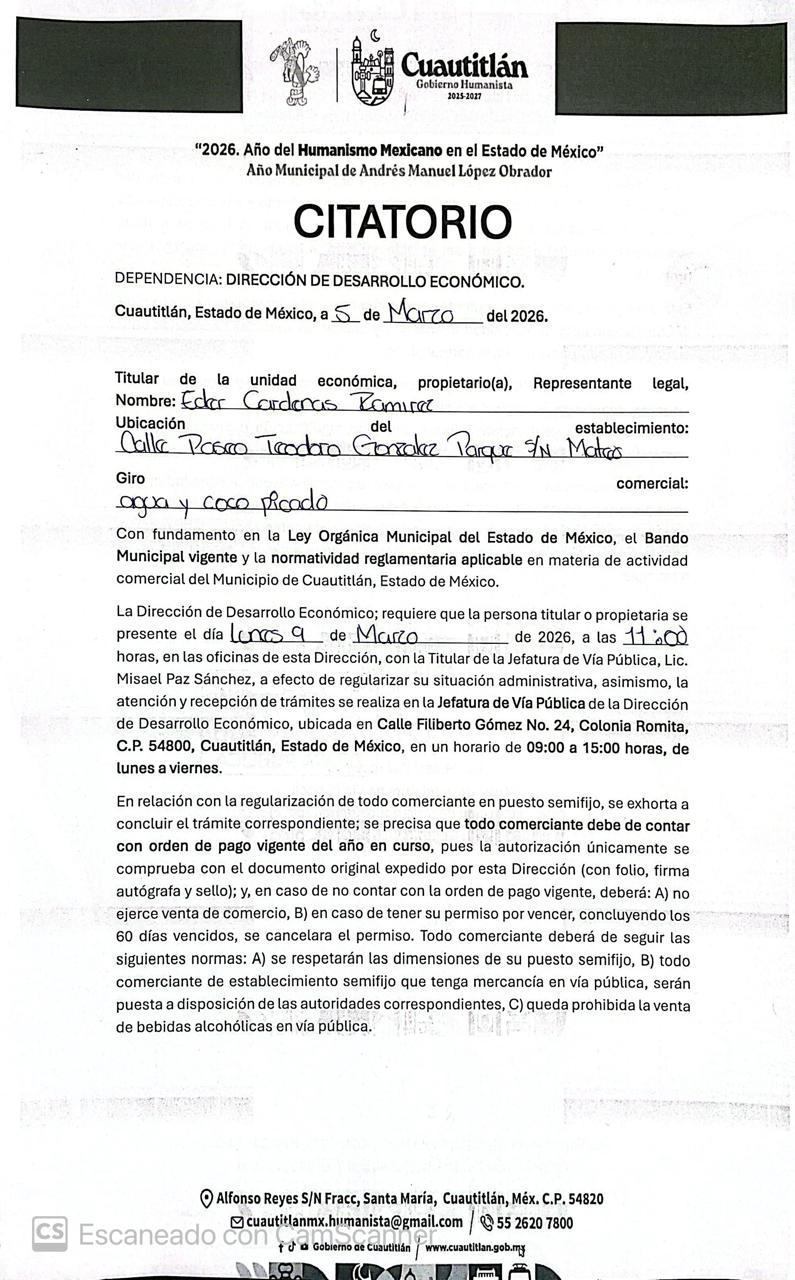 Cuautitlán
Gobierno Humanista
2025-2027
"2026. Año del Humanismo Mexicano en el Estado de México"
Año Municipal de Andrés Manuel López Obrador
CITATORIO
DEPENDENCIA: DIRECCIÓN DE DESARROLLO ECONÓMICO.
Cuautitlán, Estado de México, a 5 de Marzo del 2026.
Titular de la unidad económica, propietario(a), Representante legal,
Nombre: Eder Cardenas Ramirez
Ubicación del establecimiento:
Calle Paseo Teodoro Gonzalez Parque S/N
Giro comercial:
agua y coco picado
Con fundamento en la Ley Orgánica Municipal del Estado de México, el Bando
Municipal vigente y la normatividad reglamentaria aplicable en materia de actividad
comercial del Municipio de Cuautitlán, Estado de México.
La Dirección de Desarrollo Económico; requiere que la persona titular o propietaria se
presente el día lunes 9 de Marzo de 2026, a las 11:00
horas, en las oficinas de esta Dirección, con la Titular de la Jefatura de Vía Pública, Lic.
Misael Paz Sánchez, a efecto de regularizar su situación administrativa, asimismo, la
atención y recepción de trámites se realiza en la Jefatura de Vía Pública de la Dirección
de Desarrollo Económico, ubicada en Calle Filiberto Gómez No. 24, Colonia Romita,
C.P. 54800, Cuautitlán, Estado de México, en un horario de 09:00 a 15:00 horas, de
lunes a viernes.
En relación con la regularización de todo comerciante en puesto semifijo, se exhorta a
concluir el trámite correspondiente; se precisa que todo comerciante debe de contar
con orden de pago vigente del año en curso, pues la autorización únicamente se
comprueba con el documento original expedido por esta Dirección (con folio, firma
autógrafa y sello); y, en caso de no contar con la orden de pago vigente, deberá: A) no
ejerce venta de comercio, B) en caso de tener su permiso por vencer, concluyendo los
60 días vencidos, se cancelara el permiso. Todo comerciante deberá de seguir las
siguientes normas: A) se respetarán las dimensiones de su puesto semifijo, B) todo
comerciante de establecimiento semifijo que tenga mercancía en vía pública, serán
puesta a disposición de las autoridades correspondientes, C) queda prohibida la venta
de bebidas alcohólicas en vía pública.
Alfonso Reyes S/N Fracc, Santa María, Cuautitlán, Méx. C.P. 54820
cuautitlanmx.humanista@gmail.com / 55 2620 7800
Gobierno de Cuautitlán / www.cuautitlan.gob.mx
CS Escaneado con CamScanner